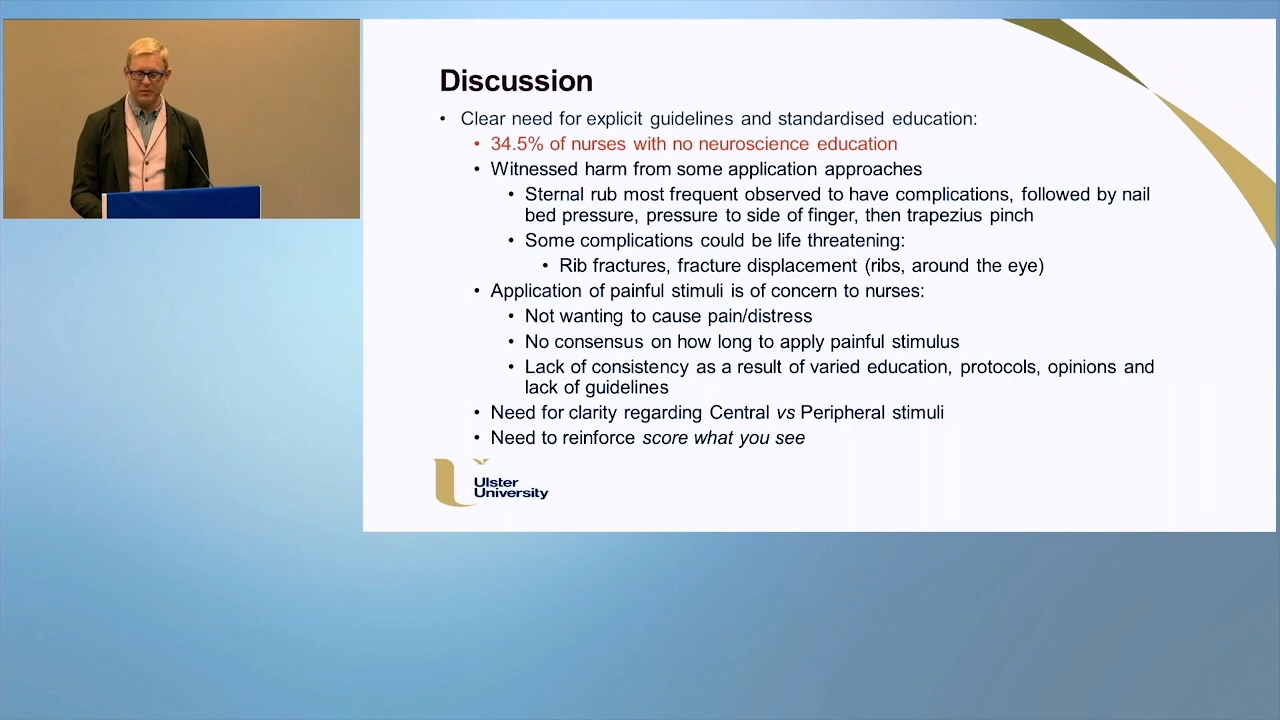 Discussion
• Clear need for explicit guidelines and standardised education:
• 34.5% of nurses with no neuroscience education
• Witnessed harm from some application approaches
• Sternal rub most frequent observed to have complications, followed by nail
bed pressure, pressure to side of finger, then trapezius pinch
• Some complications could be life threatening:
• Rib fractures, fracture displacement (ribs, around the eye)
• Application of painful stimuli is of concern to nurses:
• Not wanting to cause pain/distress
• No consensus on how long to apply painful stimulus
• Lack of consistency as a result of varied education, protocols, opinions and
lack of guidelines
• Need for clarity regarding Central vs Peripheral stimuli
• Need to reinforce score what you see
Ulster
University